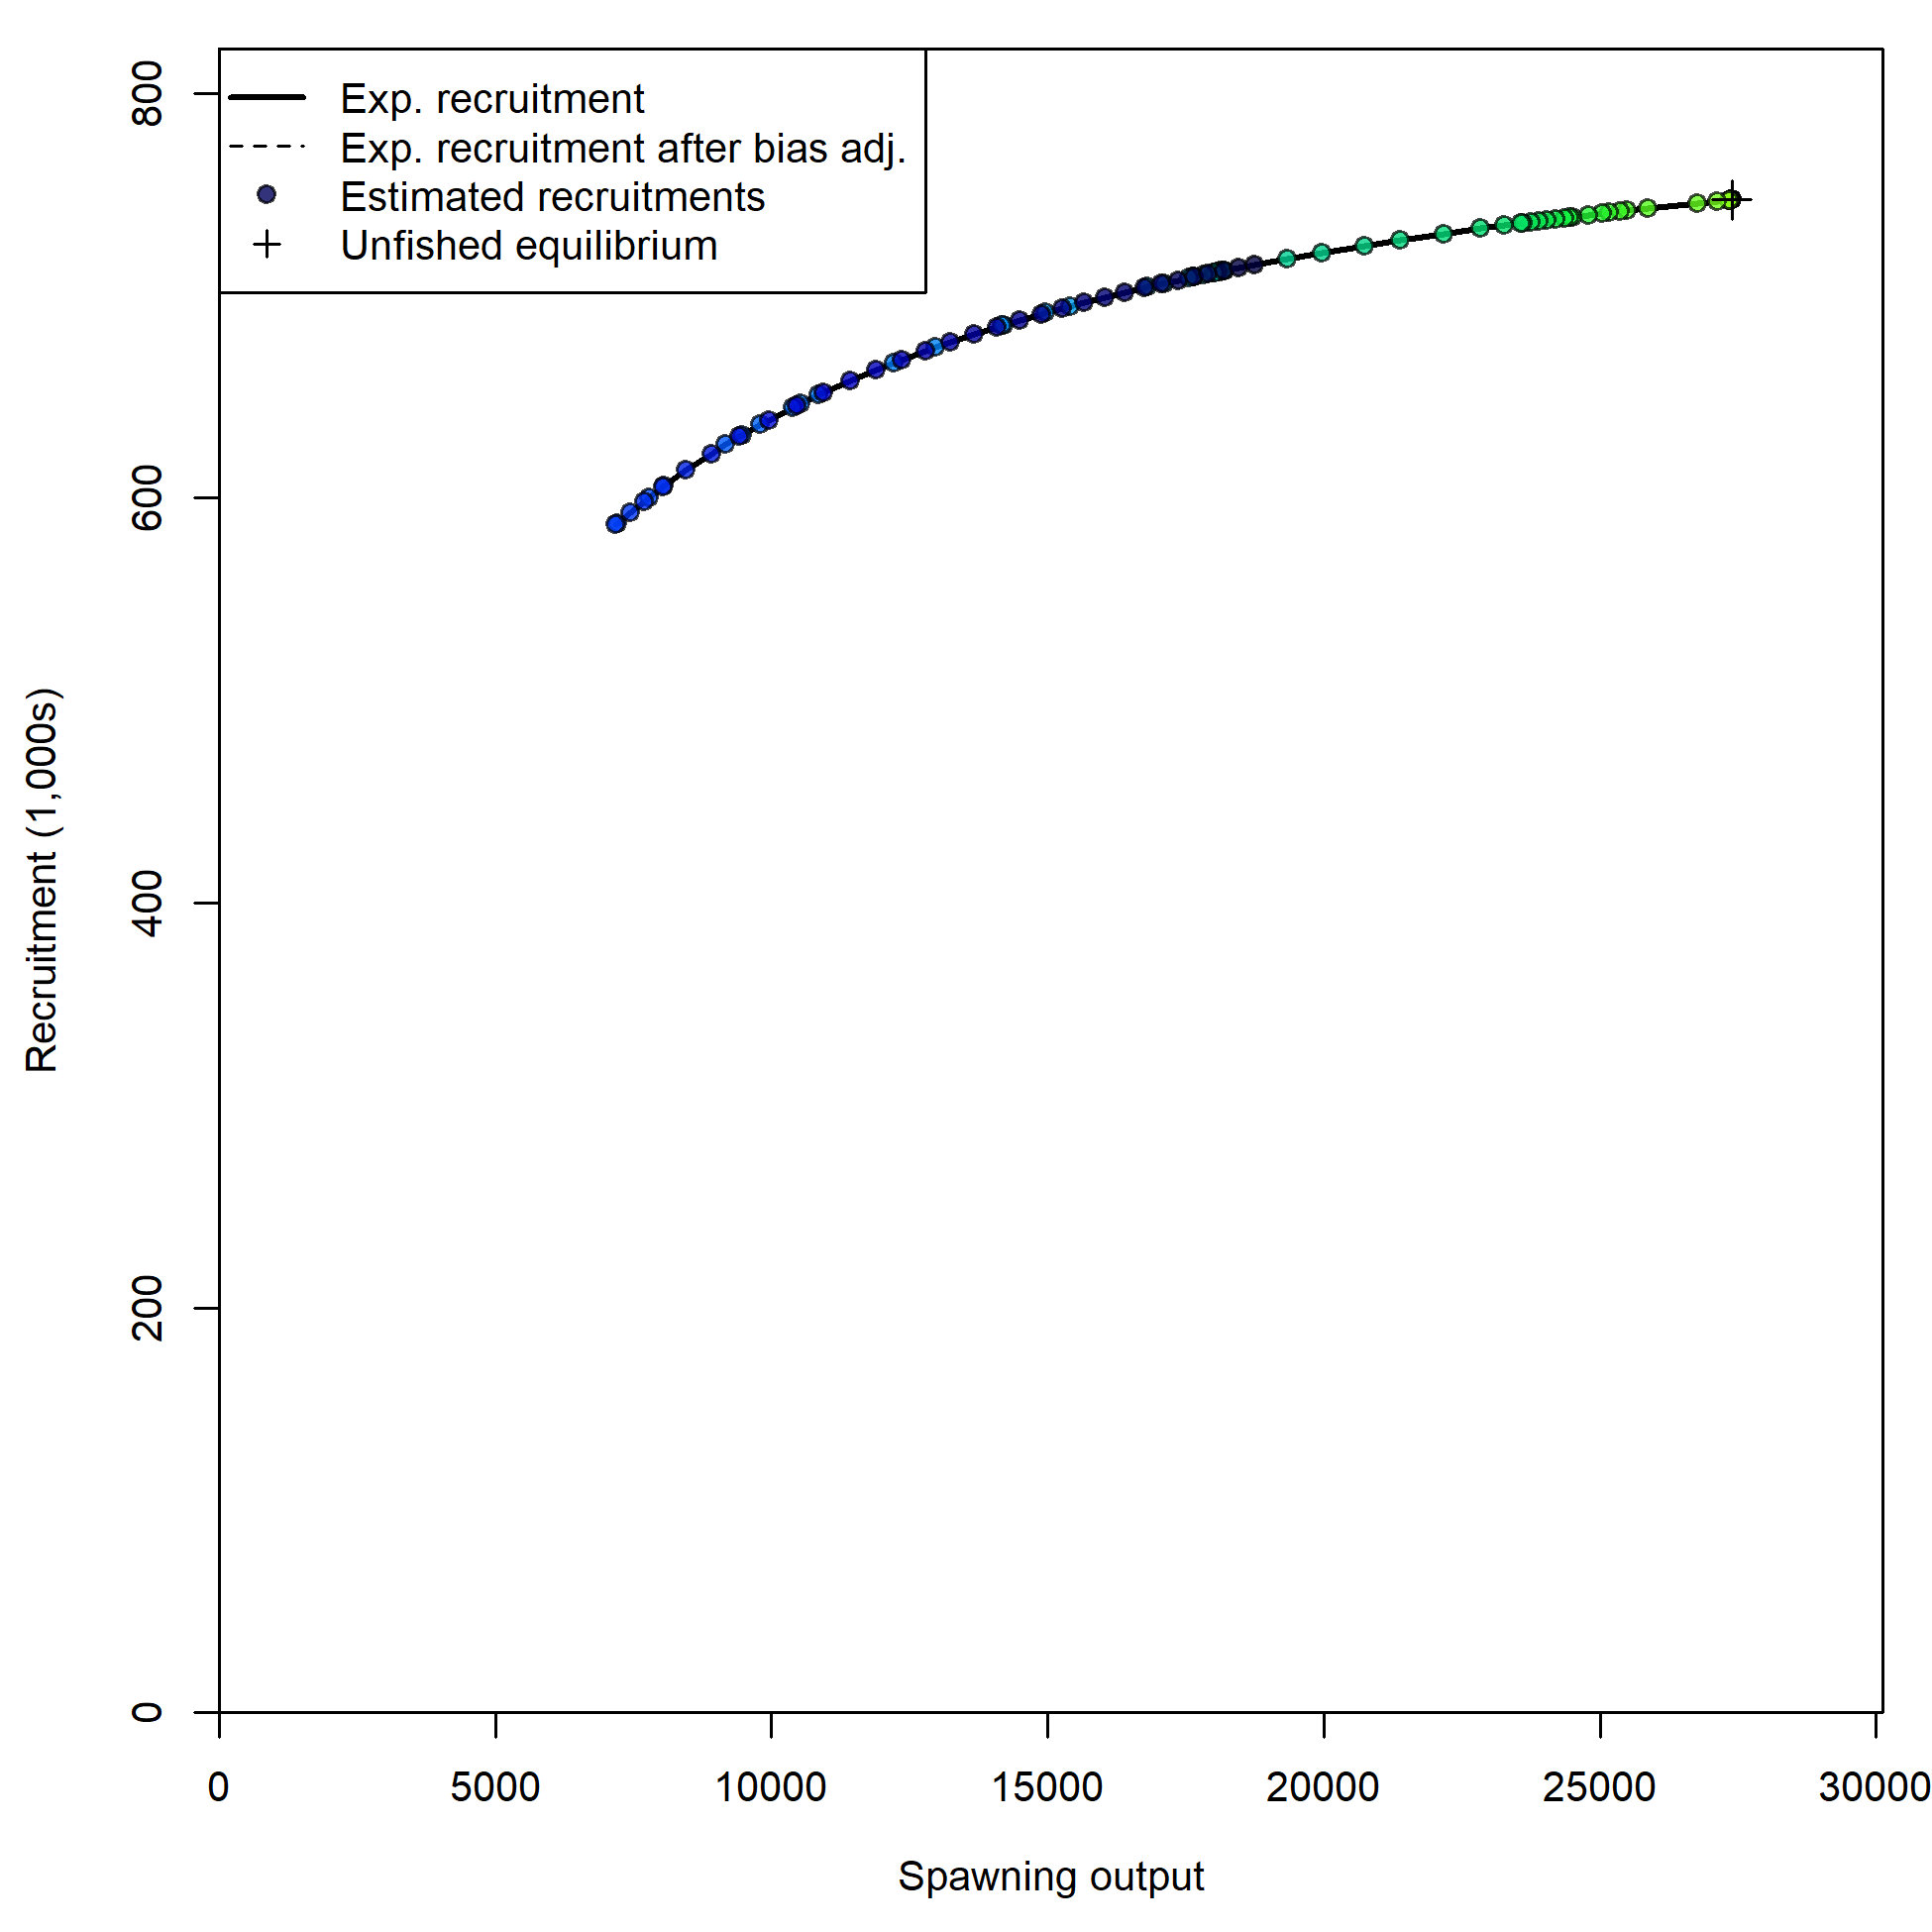 Exp. recruitment
Exp. recruitment after bias adj.
Estimated recruitments
Unfished equilibrium
800
600
400
200
0
Recruitment (1,000s)
0 5000 10000 15000 20000 25000 30000
Spawning output